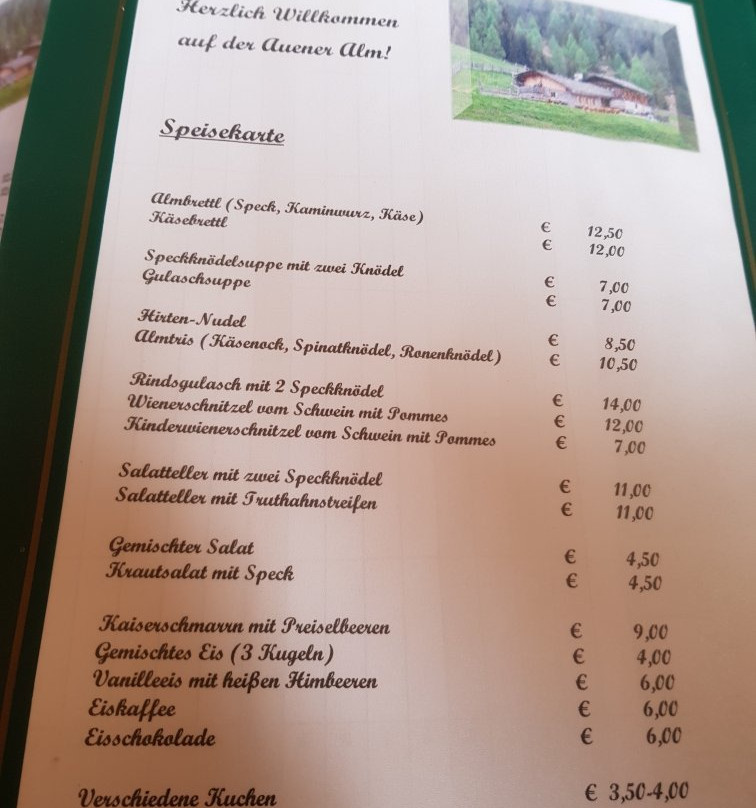 Herzlich Willkommen
auf der Auener Alm!
Speisekarte
Almbrettl (Speck, Kaminwurz, Käse) € 12,50
Käsebrettl € 12,00
Speckknödelsuppe mit zwei Knödel € 7,00
Gulaschsuppe € 7,00
Hirten-Nudel € 8,50
Almtris (Käsenock, Spinatknödel, Ronenknödel) € 10,50
Rindsgulasch mit 2 Speckknödel € 14,00
Wienerschnitzel vom Schwein mit Pommes € 12,00
Kinderwienerschnitzel vom Schwein mit Pommes € 7,00
Salatteller mit zwei Speckknödel € 11,00
Salatteller mit Truthahnstreifen € 11,00
Gemischter Salat € 4,50
Krautsalat mit Speck € 4,50
Kaiserschmarrn mit Preiselbeeren € 9,00
Gemischtes Eis (3 Kugeln) € 4,00
Vanilleeis mit heißen Himbeeren € 6,00
Eiskaffee € 6,00
Eisschokolade € 6,00
Verschiedene Kuchen € 3,50-4,00